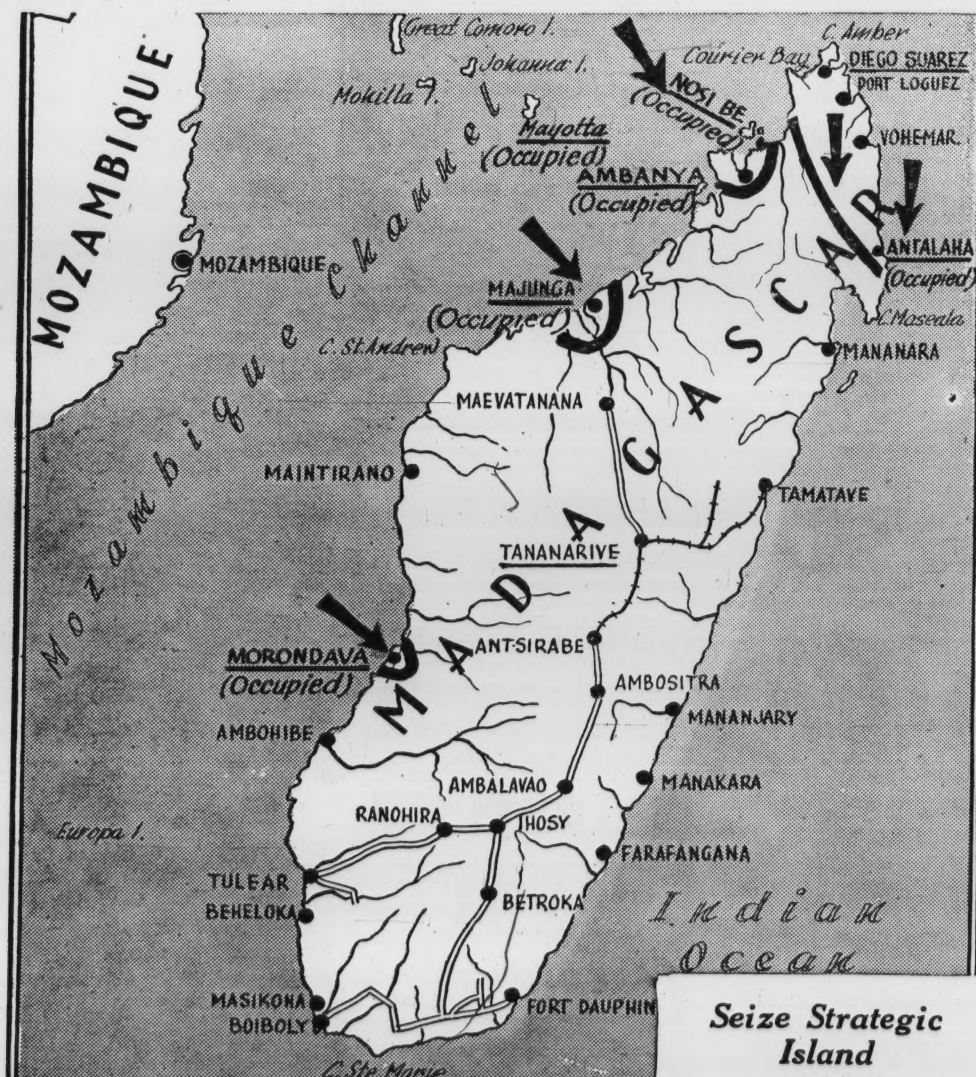 MOZAMBIQUE
Great Comoro I.
Johanna I.
Mokilla I.
Mayotta
(Occupied)
Mozambique Channel
MOZAMBIQUE
C. Amber
Courier Bay
DIEGO SUAREZ
PORT LOGUEZ
NOSI BE
(Occupied)
VOHEMAR.
AMBANYA
(Occupied)
ANTALAHA
(Occupied)
MAJUNGA
(Occupied)
C. St. Andrew
C. Maseala
MANANARA
MADAGASCAR
MAEVATANANA
MAINTIRANO
TAMATAVE
TANANARIVE
MORONDAVA
(Occupied)
ANTSIRABE
AMBOSITRA
MANANJARY
AMBOHIBE
AMBALAVAO
MANAKARA
RANOHIRA
IHOSY
Europa I.
FARAFANGANA
TULEAR
BEHELOKA
BETROKA
Indian
Ocean
MASIKONA
BOIBOLY
FORT DAUPHIN
C. Ste Marie
Seize Strategic
Island